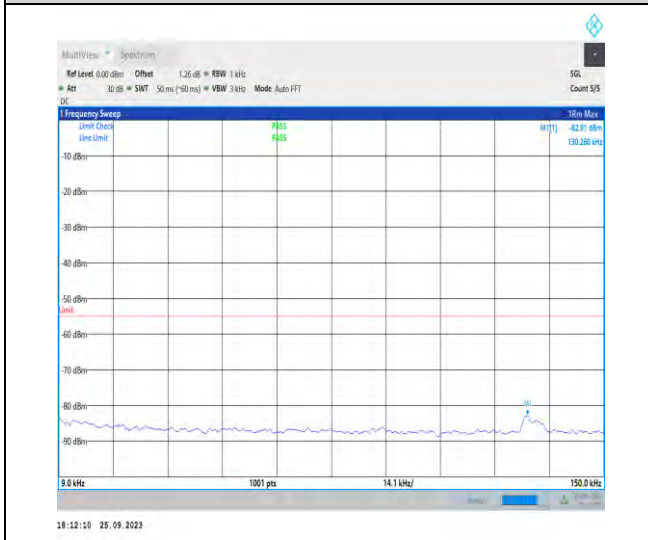 MultiView Spectrum
Ref Level 0.00 dBm Offset 1.26 dB RBW 1 kHz SGL
Att 30 dB SWT 50 ms (~60 ms) VBW 3 kHz Mode Auto FFT Count 5/5
DC
1 Frequency Sweep 1Rm Max
Limit Check PASS M1[1] -82.91 dBm
Line Limit PASS 130.260 kHz
-10 dBm
-20 dBm
-30 dBm
-40 dBm
-50 dBm
Limit
-60 dBm
-70 dBm
-80 dBm
M1
-90 dBm
9.0 kHz 1001 pts 14.1 kHz/ 150.0 kHz
18:12:10 25.09.2023